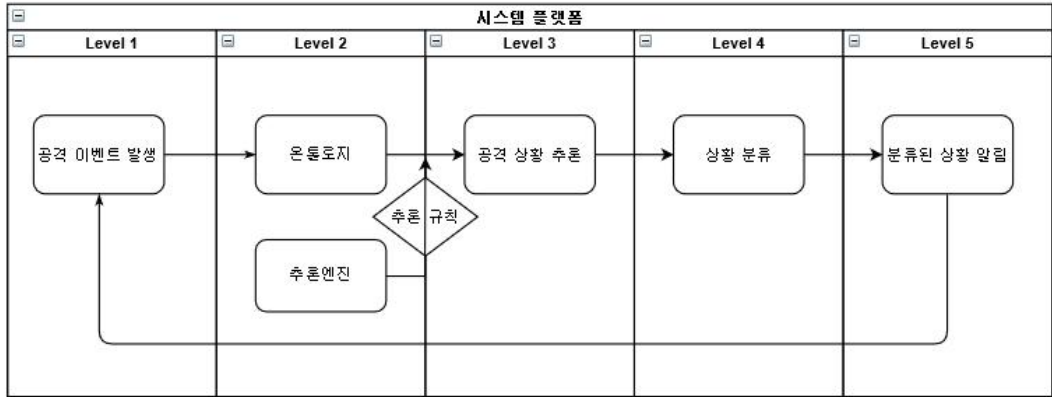 시스템 플랫폼
Level 1
Level 2
Level 3
Level 4
Level 5
공격 이벤트 발생
온톨로지
공격 상황 추론
상황 분류
분류된 상황 알림
추론 규칙
추론엔진